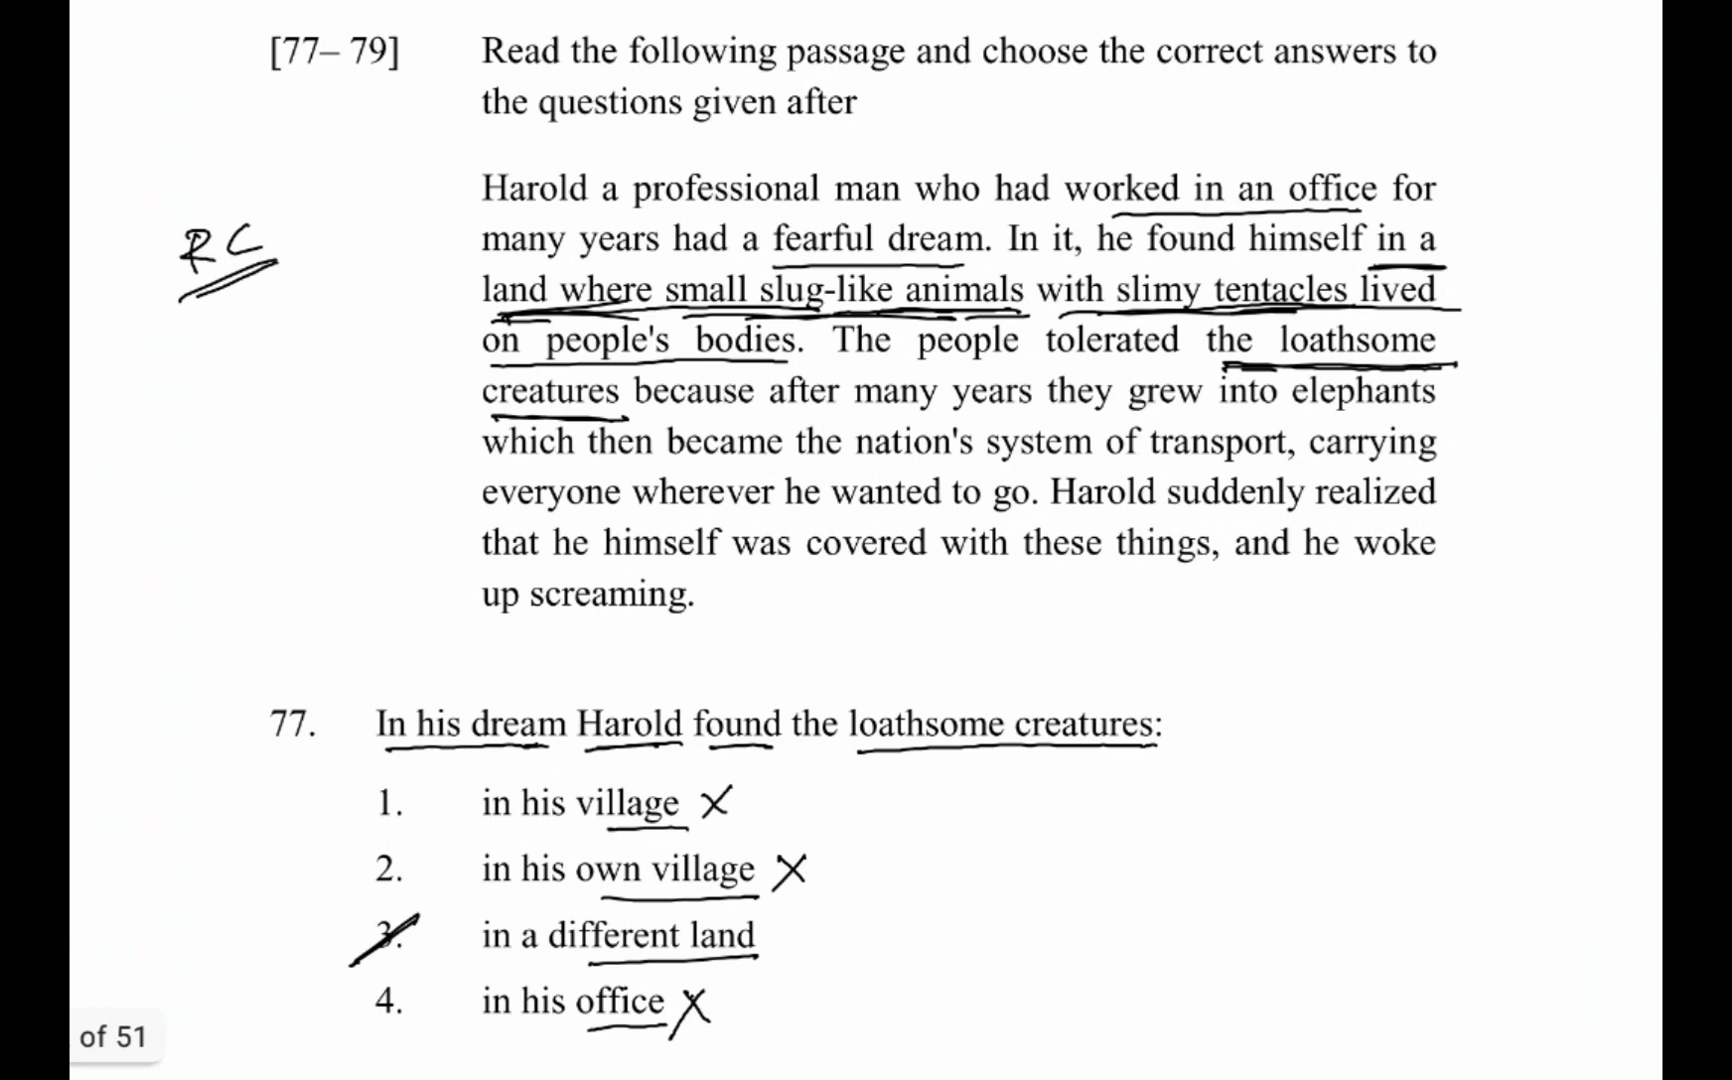 [77– 79] Read the following passage and choose the correct answers to
the questions given after
Harold a professional man who had worked in an office for
many years had a fearful dream. In it, he found himself in a
RC
land where small slug-like animals with slimy tentacles lived
on people's bodies. The people tolerated the loathsome
creatures because after many years they grew into elephants
which then became the nation's system of transport, carrying
everyone wherever he wanted to go. Harold suddenly realized
that he himself was covered with these things, and he woke
up screaming.
77. In his dream Harold found the loathsome creatures:
1. in his village X
2. in his own village X
3. in a different land
4. in his office X
of 51